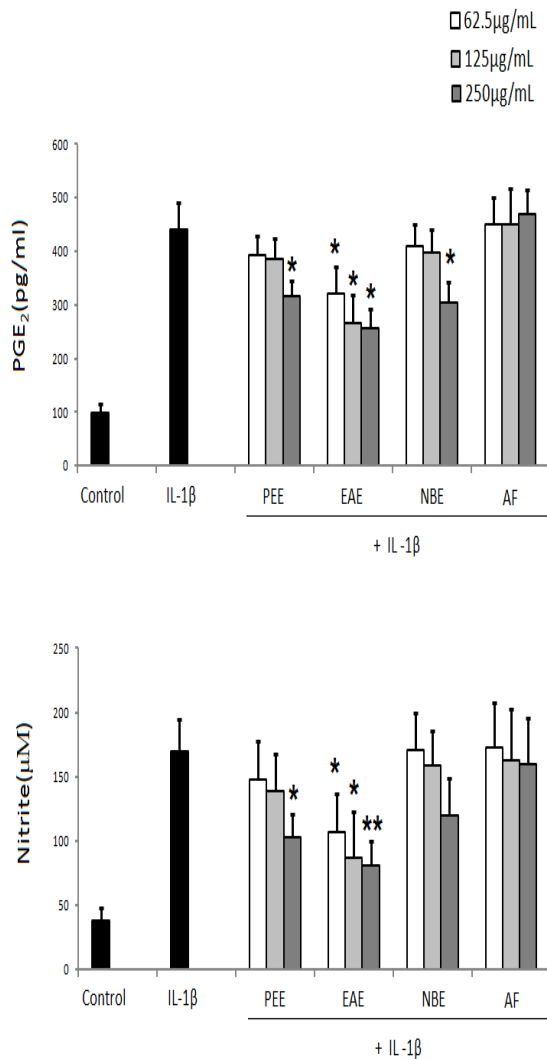 62.5µg/mL
125µg/mL
250µg/mL
PGE₂(pg/ml)
600
500
400
300
200
100
0
*
*
*
*
*
Control IL-1β PEE EAE NBE AF
+ IL -1β
Nitrite(µM)
250
200
150
100
50
0
*
*
*
**
Control IL-1β PEE EAE NBE AF
+ IL -1β